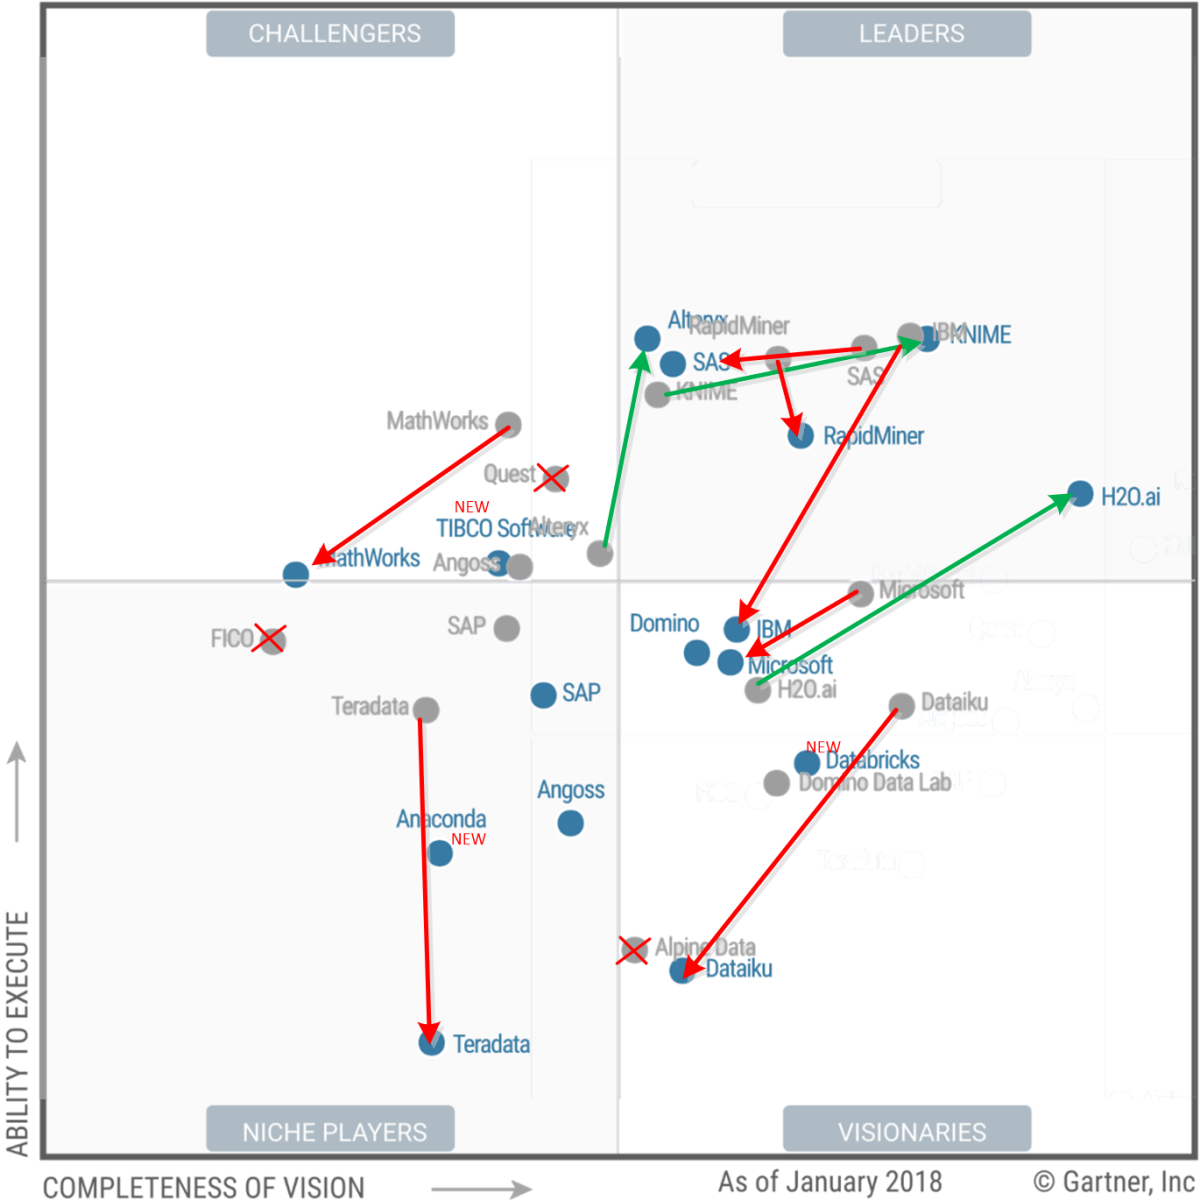 CHALLENGERS
LEADERS
Alteryx
RapidMiner
IBM
KNIME
SAS
SAS
KNIME
MathWorks
RapidMiner
Quest
H2O.ai
NEW
TIBCO Software
Alteryx
MathWorks
Angoss
Microsoft
Domino
IBM
FICO
SAP
Microsoft
SAP
H2O.ai
Teradata
Dataiku
NEW
Databricks
Domino Data Lab
Angoss
Anaconda
NEW
Alpine Data
Dataiku
Teradata
NICHE PLAYERS
VISIONARIES
ABILITY TO EXECUTE
COMPLETENESS OF VISION
As of January 2018
© Gartner, Inc